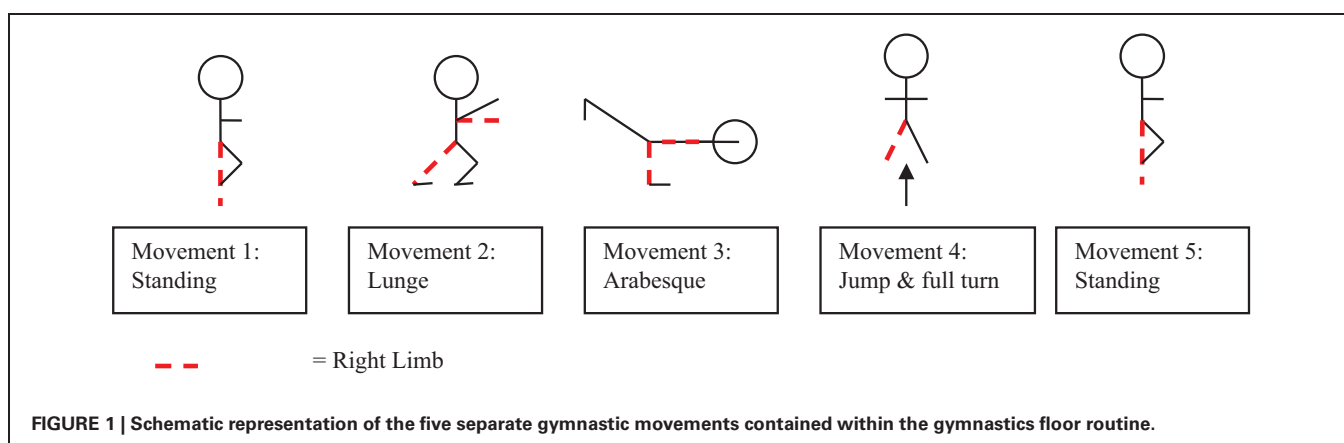 Movement 1:
Standing
Movement 2:
Lunge
Movement 3:
Arabesque
Movement 4:
Jump & full turn
Movement 5:
Standing
= Right Limb
FIGURE 1 | Schematic representation of the five separate gymnastic movements contained within the gymnastics floor routine.